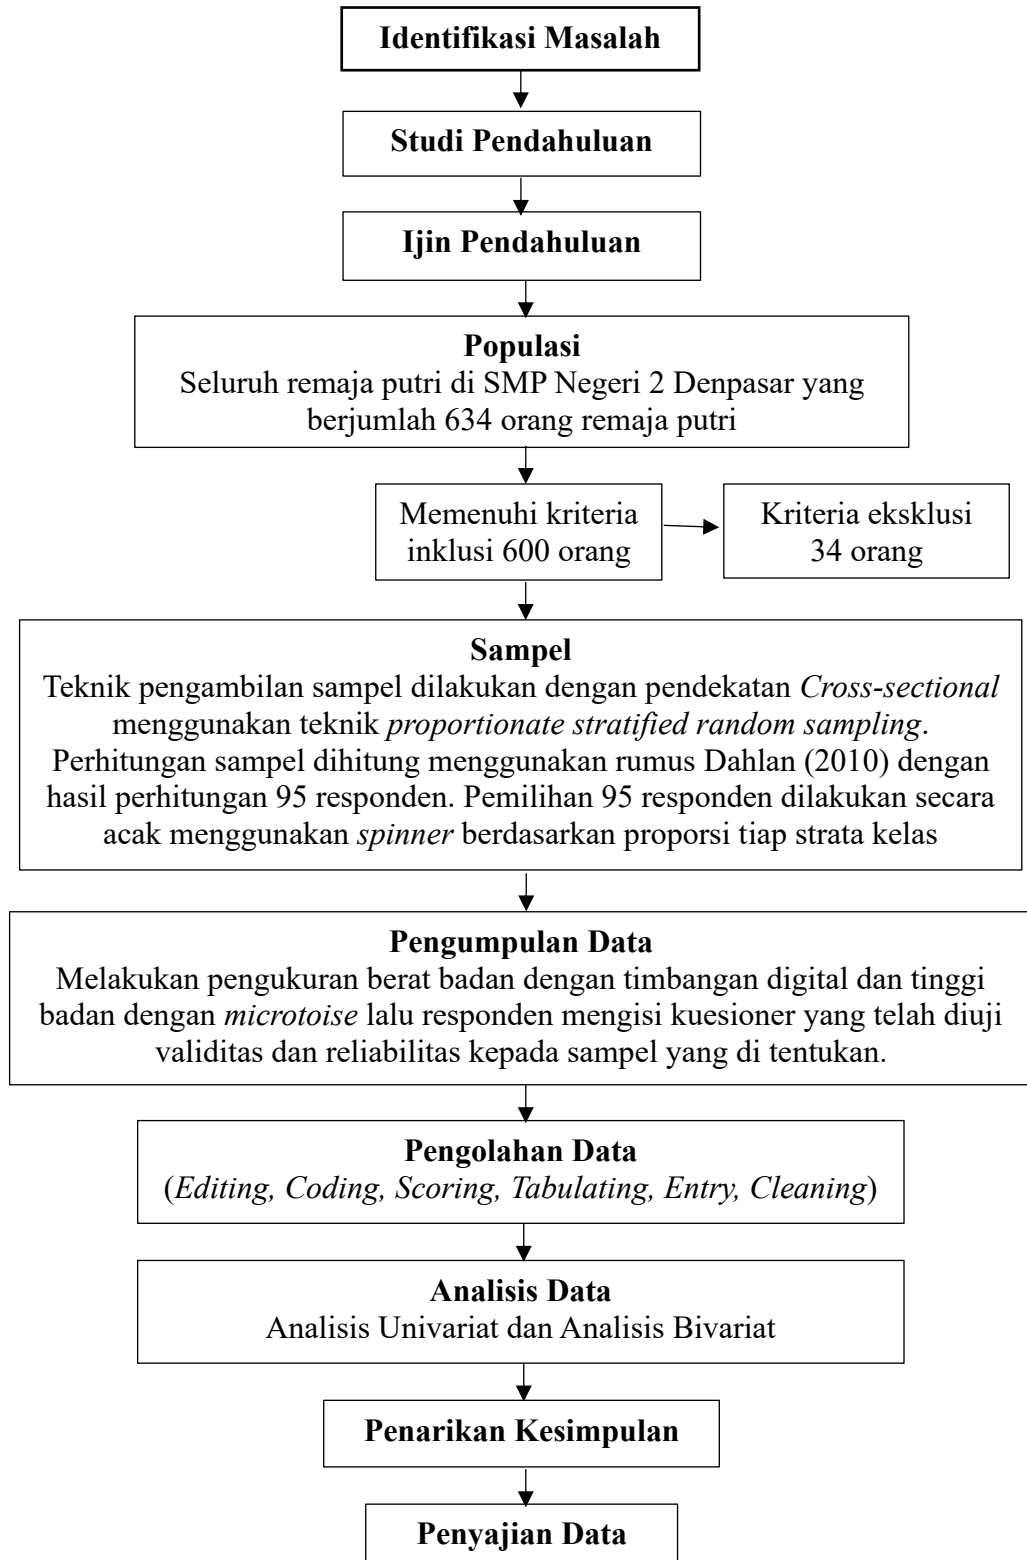 Identifikasi Masalah
Studi Pendahuluan
Ijin Pendahuluan
Populasi
Seluruh remaja putri di SMP Negeri 2 Denpasar yang
berjumlah 634 orang remaja putri
Memenuhi kriteria
inklusi 600 orang
Kriteria eksklusi
34 orang
Sampel
Teknik pengambilan sampel dilakukan dengan pendekatan Cross-sectional
menggunakan teknik proportionate stratified random sampling.
Perhitungan sampel dihitung menggunakan rumus Dahlan (2010) dengan
hasil perhitungan 95 responden. Pemilihan 95 responden dilakukan secara
acak menggunakan spinner berdasarkan proporsi tiap strata kelas
Pengumpulan Data
Melakukan pengukuran berat badan dengan timbangan digital dan tinggi
badan dengan microtoise lalu responden mengisi kuesioner yang telah diuji
validitas dan reliabilitas kepada sampel yang di tentukan.
Pengolahan Data
(Editing, Coding, Scoring, Tabulating, Entry, Cleaning)
Analisis Data
Analisis Univariat dan Analisis Bivariat
Penarikan Kesimpulan
Penyajian Data